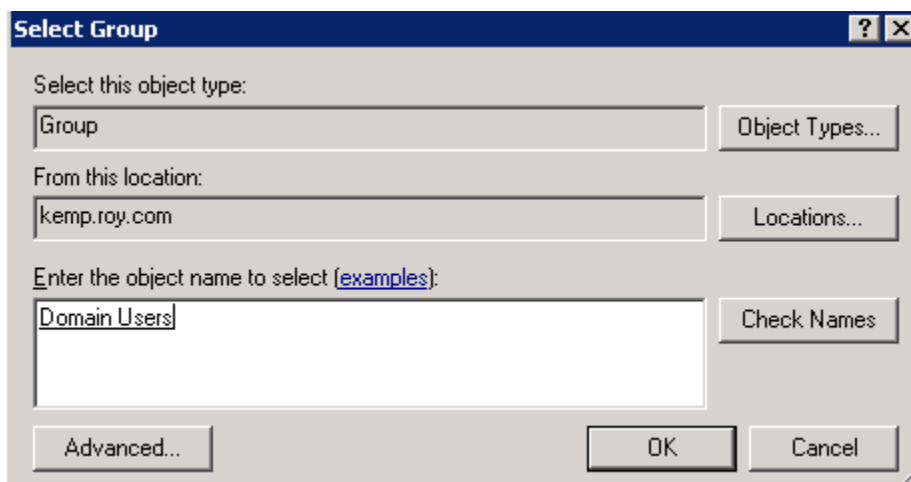 Select Group
Select this object type:
Group
Object Types...
From this location:
kemp.roy.com
Locations...
Enter the object name to select (examples):
Domain Users
Check Names
Advanced...
OK
Cancel